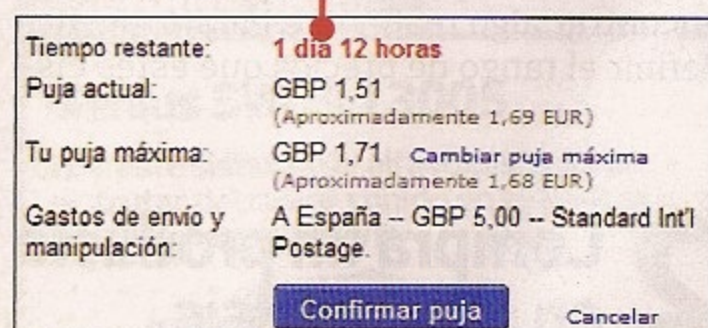 Tiempo restante: 1 día 12 horas
Puja actual: GBP 1,51
(Aproximadamente 1,69 EUR)
Tu puja máxima: GBP 1,71 Cambiar puja máxima
(Aproximadamente 1,68 EUR)
Gastos de envío y A España -- GBP 5,00 -- Standard Int'l
manipulación: Postage.
Confirmar puja Cancelar